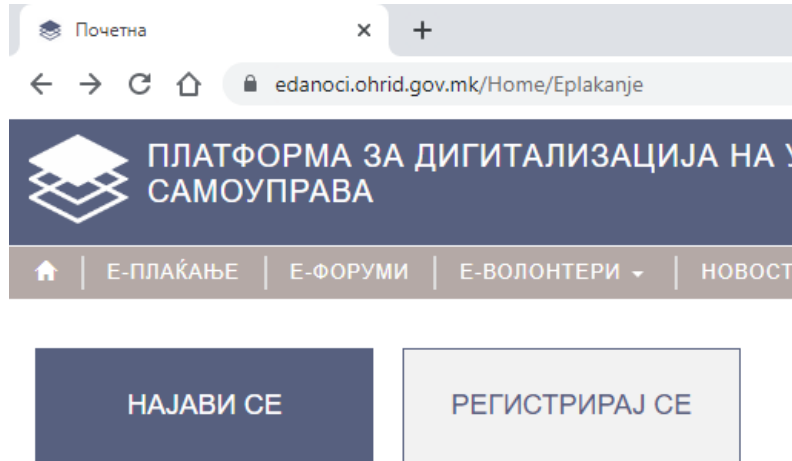 Почетна
edanoci.ohrid.gov.mk/Home/Eplakanje
ПЛАТФОРМА ЗА ДИГИТАЛИЗАЦИЈА НА
САМОУПРАВА
Е-ПЛАЌАЊЕ Е-ФОРУМИ Е-ВОЛОНТЕРИ НОВОСТ
НАЈАВИ СЕ РЕГИСТРИРАЈ СЕ